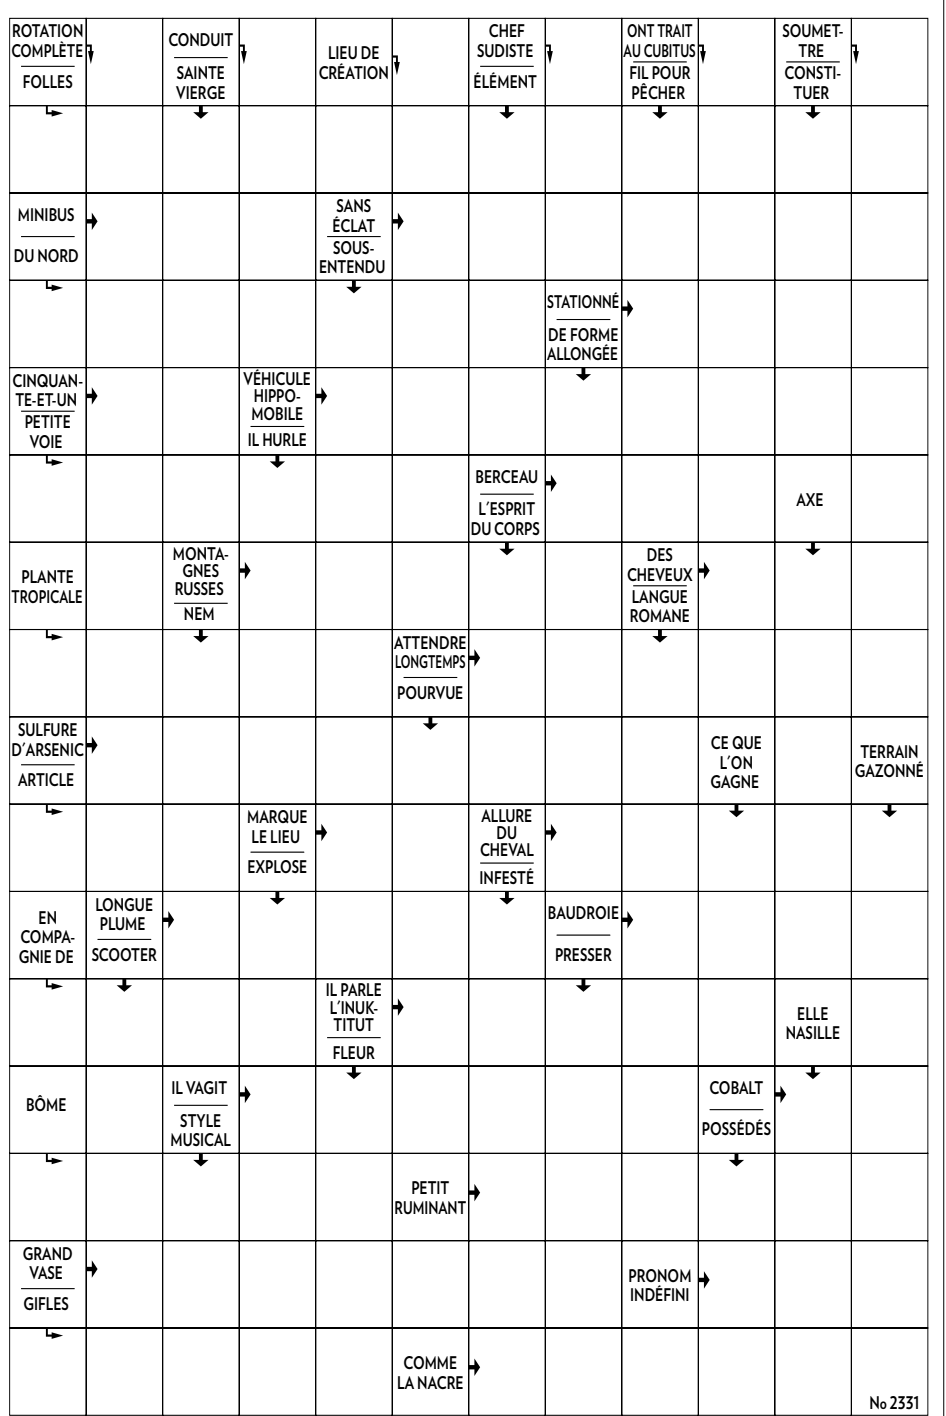 ROTATION
COMPLÈTE
FOLLES
CONDUIT
SAINTE
VIERGE
LIEU DE
CRÉATION
CHEF
SUDISTE
ÉLÉMENT
ONT TRAIT
AU CUBITUS
FIL POUR
PÊCHER
SOUMET-
TRE
CONSTI-
TUER
MINIBUS
DU NORD
SANS
ÉCLAT
SOUS-
ENTENDU
STATIONNÉ
DE FORME
ALLONGÉE
CINQUAN-
TE-ET-UN
PETITE
VOIE
VÉHICULE
HIPPO-
MOBILE
IL HURLE
BERCEAU
L'ESPRIT
DU CORPS
AXE
PLANTE
TROPICALE
MONTA-
GNES
RUSSES
NEM
DES
CHEVEUX
LANGUE
ROMANE
ATTENDRE
LONGTEMPS
POURVUE
SULFURE
D'ARSENIC
ARTICLE
CE QUE
L'ON
GAGNE
TERRAIN
GAZONNÉ
MARQUE
LE LIEU
EXPLOSE
ALLURE
DU
CHEVAL
INFESTÉ
EN
COMPA-
GNIE DE
LONGUE
PLUME
SCOOTER
BAUDROIE
PRESSER
IL PARLE
L'INUK-
TITUT
FLEUR
ELLE
NASILLE
BÔME
IL VAGIT
STYLE
MUSICAL
COBALT
POSSÉDÉS
PETIT
RUMINANT
GRAND
VASE
GIFLES
PRONOM
INDÉFINI
COMME
LA NACRE
No 2331